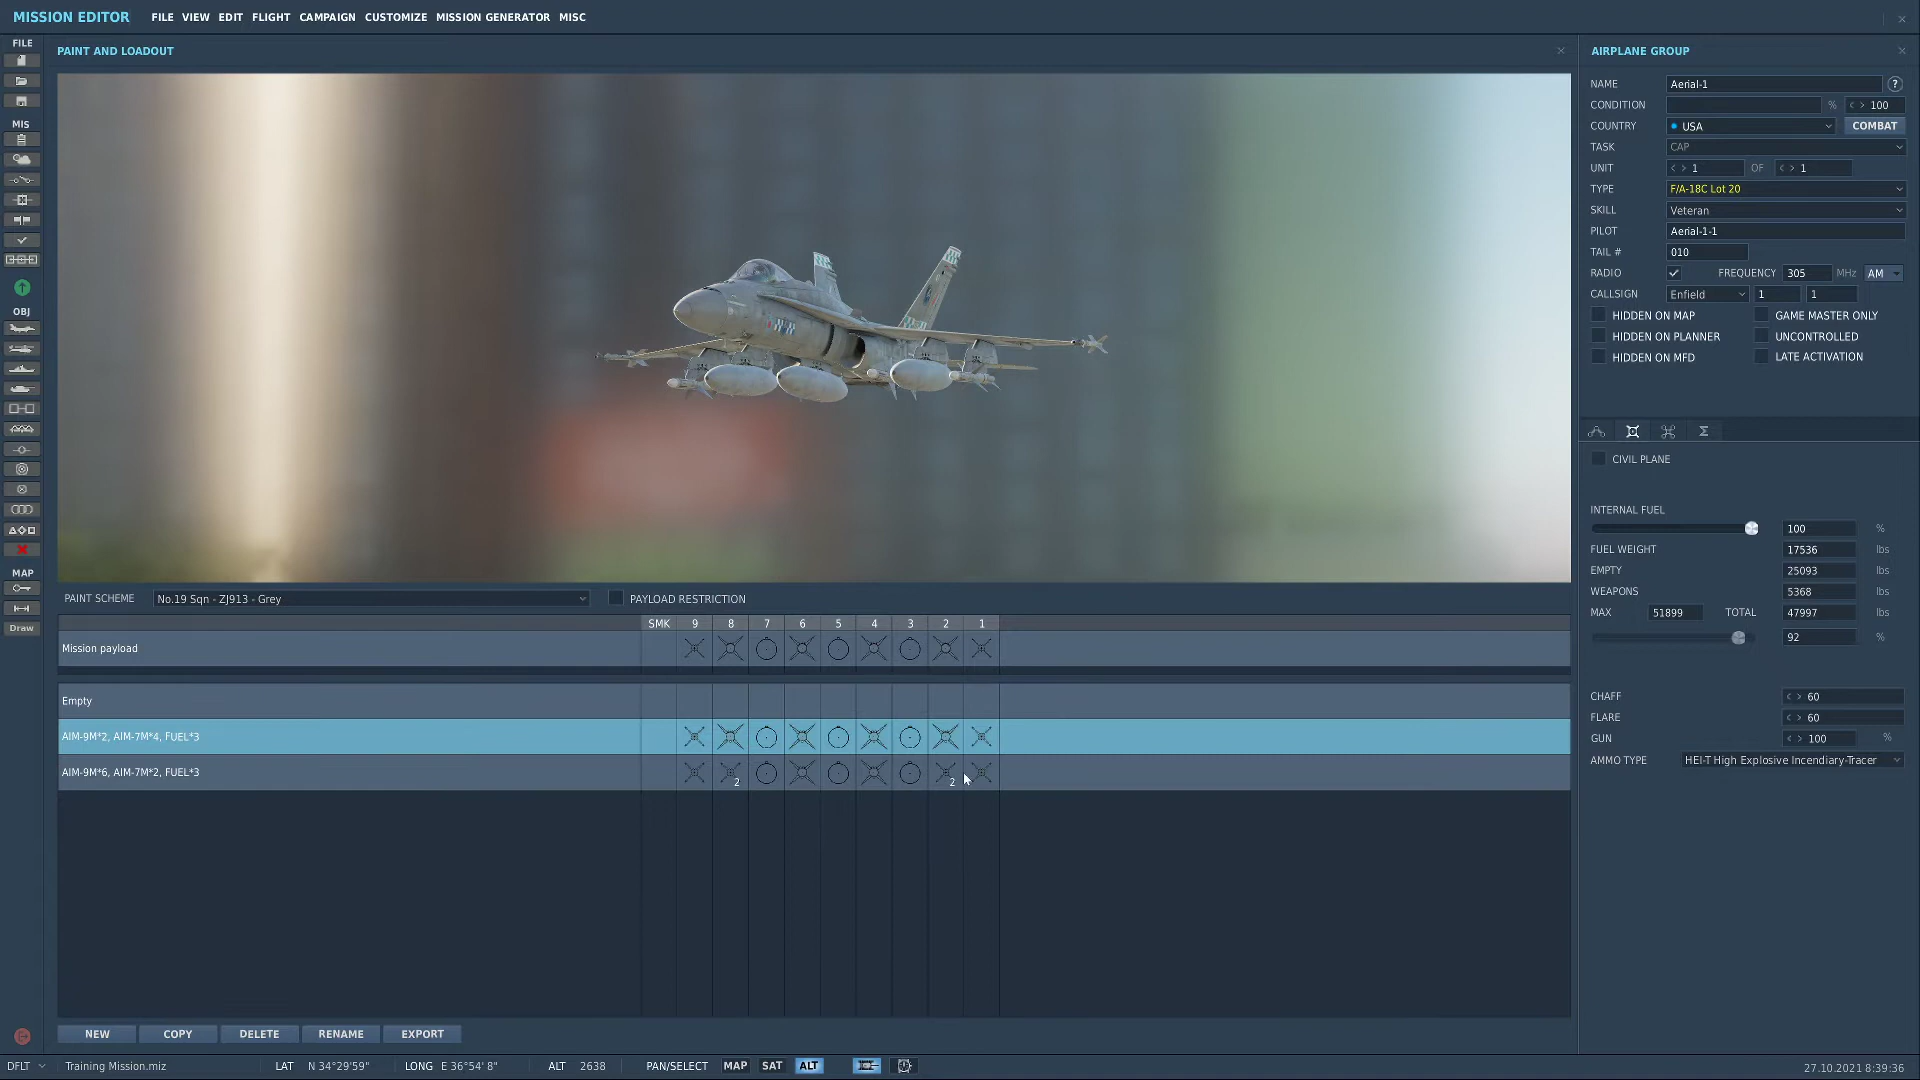 MISSION EDITOR FILE VIEW EDIT FLIGHT CAMPAIGN CUSTOMIZE MISSION GENERATOR MISC
FILE
MIS
OBJ
MAP
Draw
PAINT AND LOADOUT
PAINT SCHEME No.19 Sqn - ZJ913 - Grey PAYLOAD RESTRICTION
SMK 9 8 7 6 5 4 3 2 1
Mission payload
Empty
AIM-9M*2, AIM-7M*4, FUEL*3
AIM-9M*6, AIM-7M*2, FUEL*3
2 2
NEW COPY DELETE RENAME EXPORT
AIRPLANE GROUP
NAME Aerial-1 ?
CONDITION % < > 100
COUNTRY USA COMBAT
TASK CAP
UNIT < > 1 OF < > 1
TYPE F/A-18C Lot 20
SKILL Veteran
PILOT Aerial-1-1
TAIL # 010
RADIO FREQUENCY 305 MHz AM
CALLSIGN Enfield 1 1
HIDDEN ON MAP GAME MASTER ONLY
HIDDEN ON PLANNER UNCONTROLLED
HIDDEN ON MFD LATE ACTIVATION
CIVIL PLANE
INTERNAL FUEL
100 %
FUEL WEIGHT 17536 lbs
EMPTY 25093 lbs
WEAPONS 5368 lbs
MAX 51899 TOTAL 47997 lbs
92 %
CHAFF < > 60
FLARE < > 60
GUN < > 100 %
AMMO TYPE HEI-T High Explosive Incendiary-Tracer
DFLT Training Mission.miz LAT N 34°29'59" LONG E 36°54' 8" ALT 2638 PAN/SELECT MAP SAT ALT 27.10.2021 8:39:36